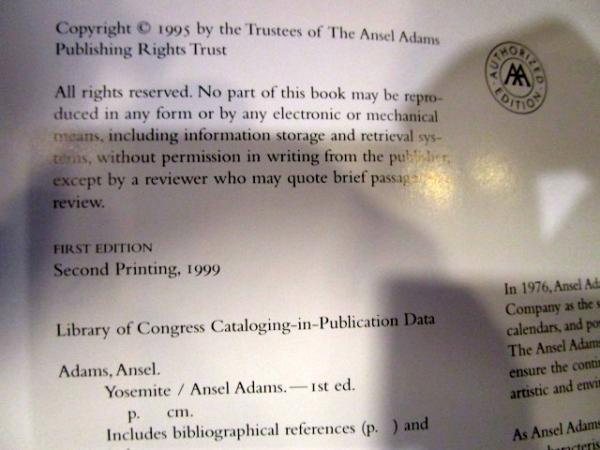 Copyright © 1995 by the Trustees of The Ansel Adams
Publishing Rights Trust
AUTHORIZED
EDITION
AA
All rights reserved. No part of this book may be repro-
duced in any form or by any electronic or mechanical
means, including information storage and retrieval sys-
tems, without permission in writing from the publisher,
except by a reviewer who may quote brief
review.
FIRST EDITION
Second Printing, 1999
Library of Congress Cataloging-in-Publication Data
Adams, Ansel.
Yosemite / Ansel Adams.—1st ed.
p. cm.
Includes bibliographical references (p. ) and
In 1976, Ansel
Company as the
calendars, and
The Ansel Adams
ensure the
artistic and
As Ansel Adams